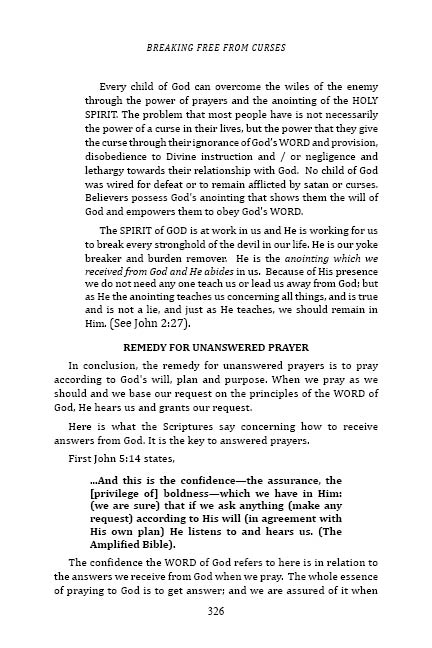 BREAKING FREE FROM CURSES
Every child of God can overcome the wiles of the enemy
through the power of prayers and the anointing of the HOLY
SPIRIT. The problem that most people have is not necessarily
the power of a curse in their lives, but the power that they give
the curse through their ignorance of God's WORD and provision,
disobedience to Divine instruction and / or negligence and
lethargy towards their relationship with God. No child of God
was wired for defeat or to remain afflicted by satan or curses.
Believers possess God's anointing that shows them the will of
God and empowers them to obey God's WORD.
The SPIRIT of GOD is at work in us and He is working for us
to break every stronghold of the devil in our life. He is our yoke
breaker and burden remover. He is the anointing which we
received from God and He abides in us. Because of His presence
we do not need any one teach us or lead us away from God; but
as He the anointing teaches us concerning all things, and is true
and is not a lie, and just as He teaches, we should remain in
Him. (See John 2:27).
REMEDY FOR UNANSWERED PRAYER
In conclusion, the remedy for unanswered prayers is to pray
according to God's will, plan and purpose. When we pray as we
should and we base our request on the principles of the WORD of
God, He hears us and grants our request.
Here is what the Scriptures say concerning how to receive
answers from God. It is the key to answered prayers.
First John 5:14 states,
...And this is the confidence—the assurance, the
[privilege of] boldness—which we have in Him:
(we are sure) that if we ask anything (make any
request) according to His will (in agreement with
His own plan) He listens to and hears us. (The
Amplified Bible).
The confidence the WORD of God refers to here is in relation to
the answers we receive from God when we pray. The whole essence
of praying to God is to get answer; and we are assured of it when
326